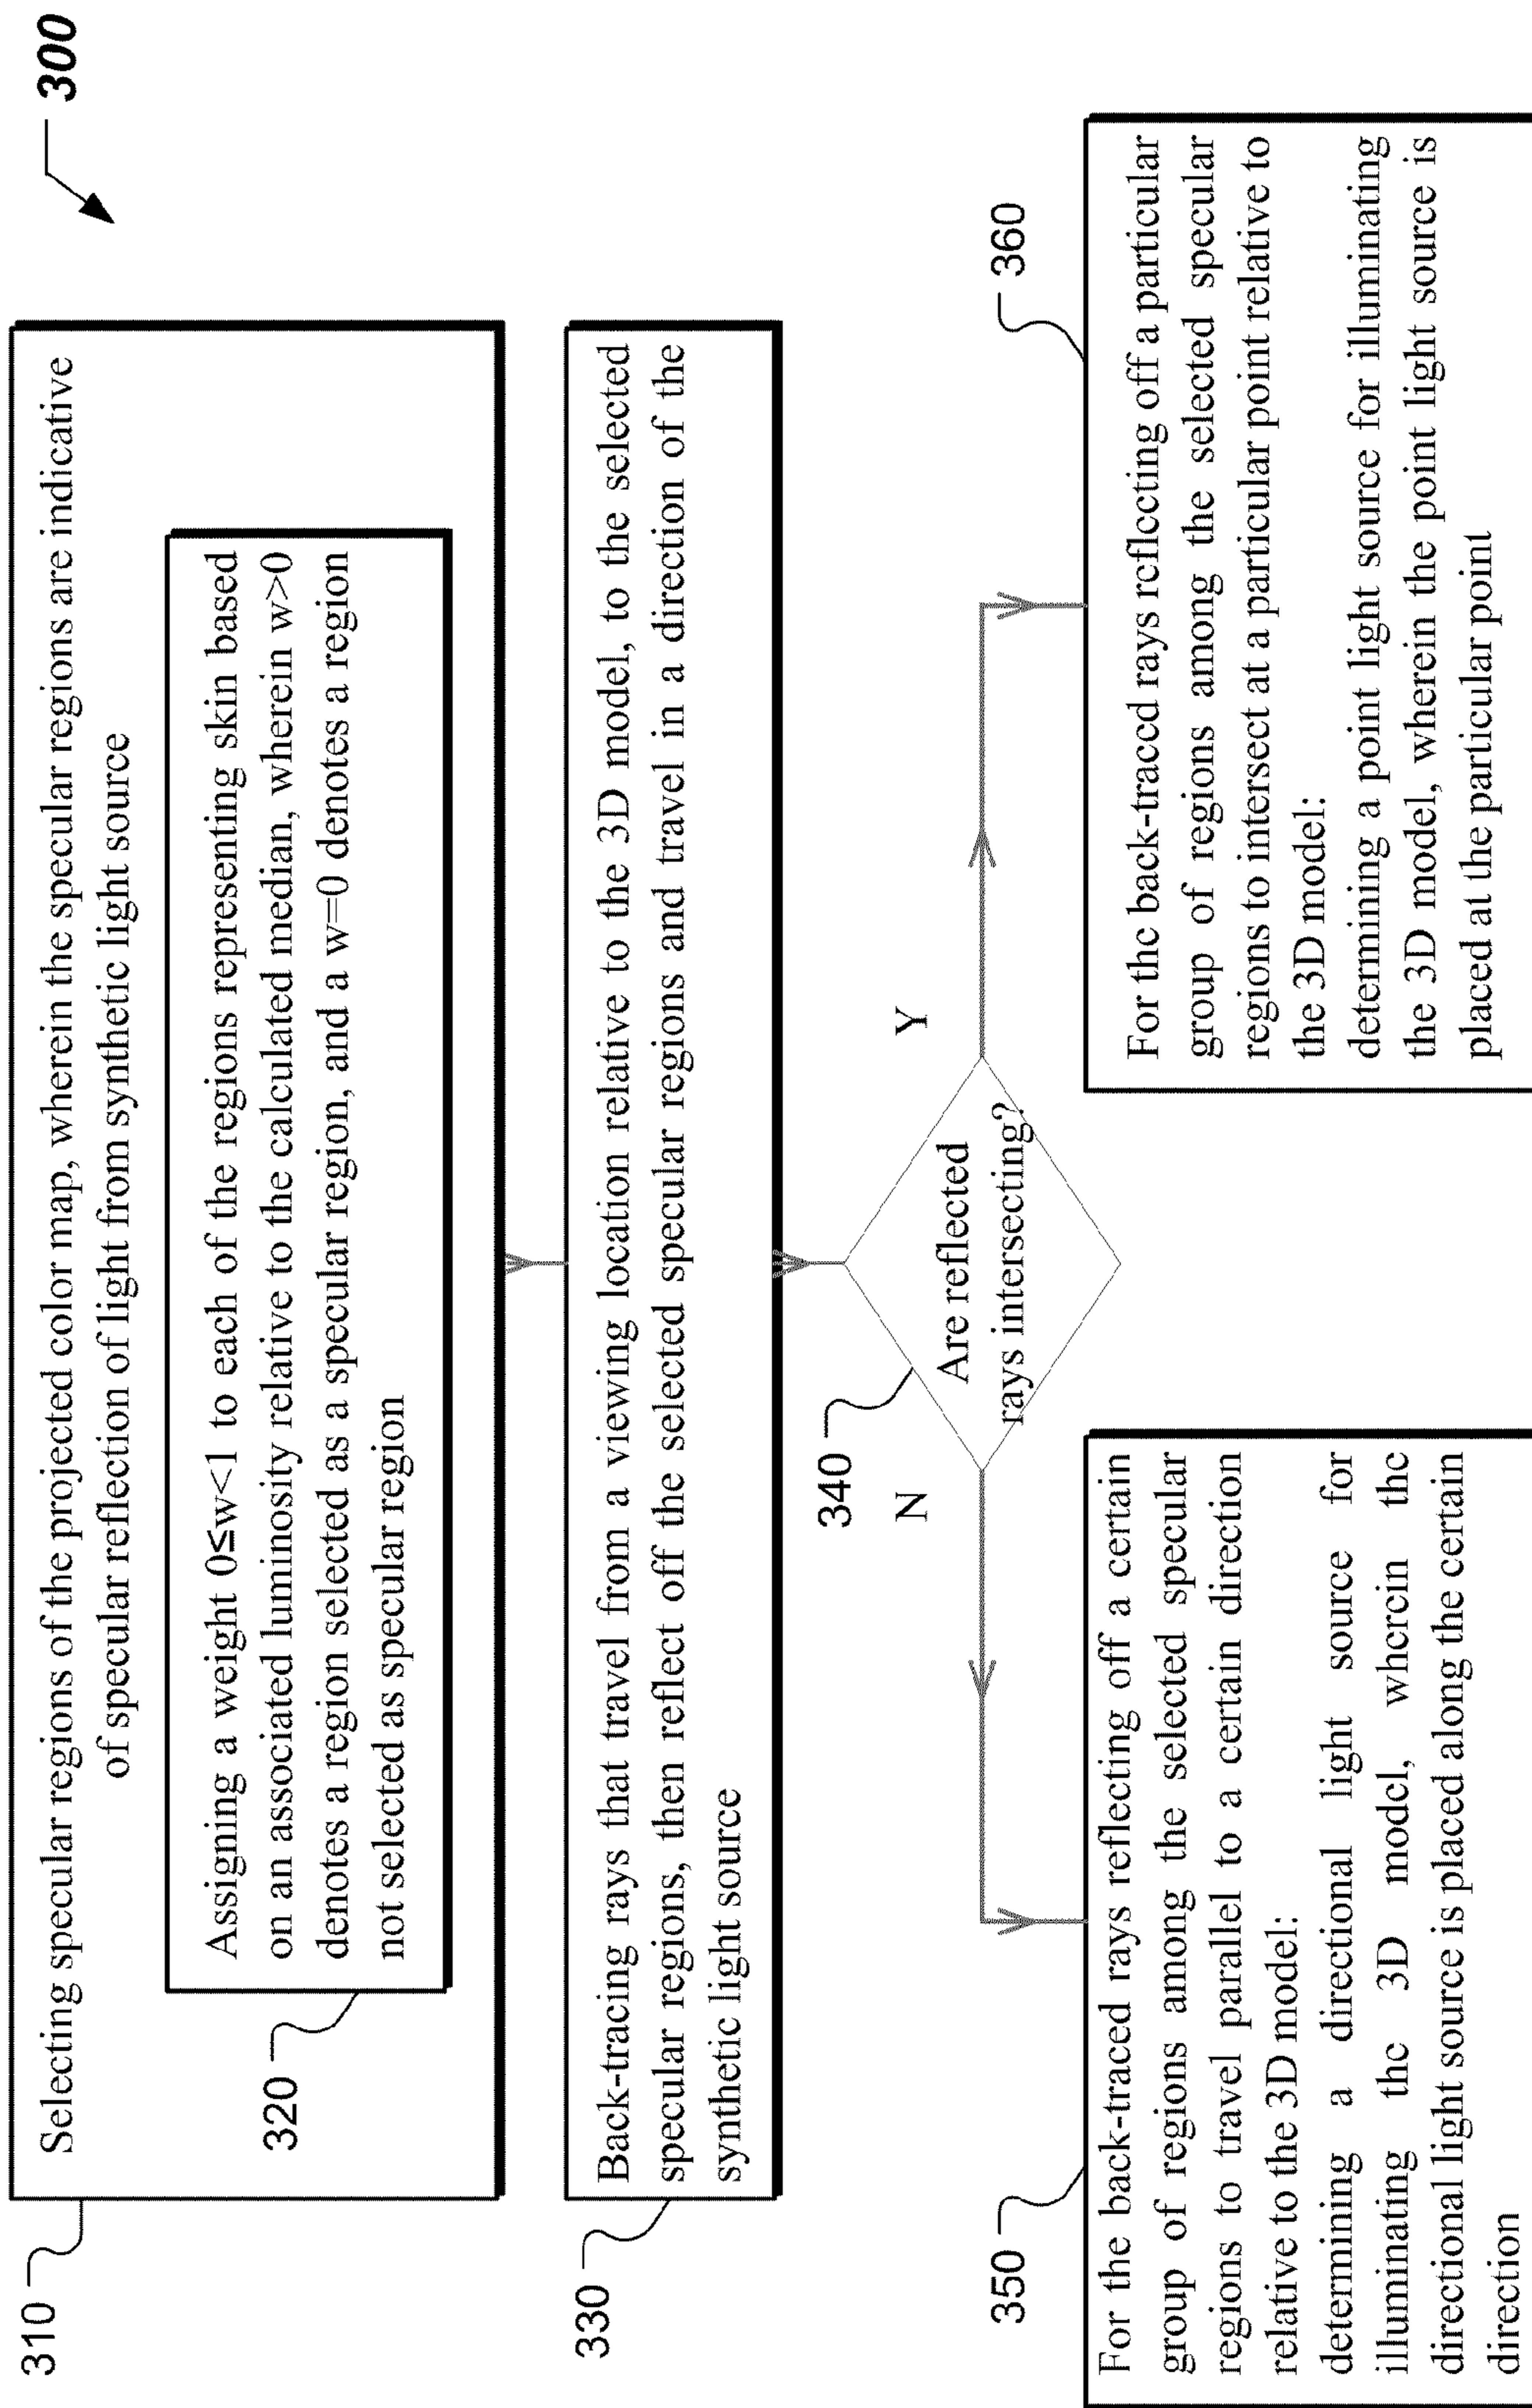 300
310
Selecting specular regions of the projected color map, wherein the specular regions are indicative
of specular reflection of light from synthetic light source
320
Assigning a weight 0≤w<1 to each of the regions representing skin based
on an associated luminosity relative to the calculated median, wherein w>0
denotes a region selected as a specular region, and a w=0 denotes a region
not selected as specular region
330
Back-tracing rays that travel from a viewing location relative to the 3D model, to the selected
specular regions, then reflect off the selected specular regions and travel in a direction of the
synthetic light source
340
Are reflected
rays intersecting?
N
Y
350
For the back-traced rays reflecting off a certain
group of regions among the selected specular
regions to travel parallel to a certain direction
relative to the 3D model:
determining a directional light source for
illuminating the 3D model, wherein the
directional light source is placed along the certain
direction
360
For the back-traced rays reflecting off a particular
group of regions among the selected specular
regions to intersect at a particular point relative to
the 3D model:
determining a point light source for illuminating
the 3D model, wherein the point light source is
placed at the particular point